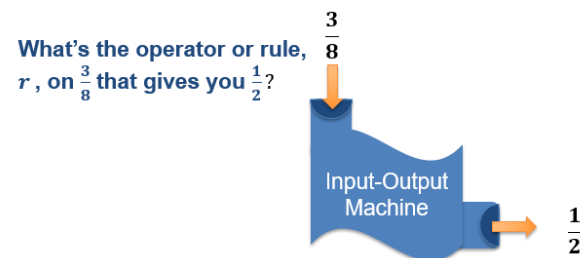 What's the operator or rule,
r , on 3/8 that gives you 1/2?
3/8
Input-Output
Machine
1/2